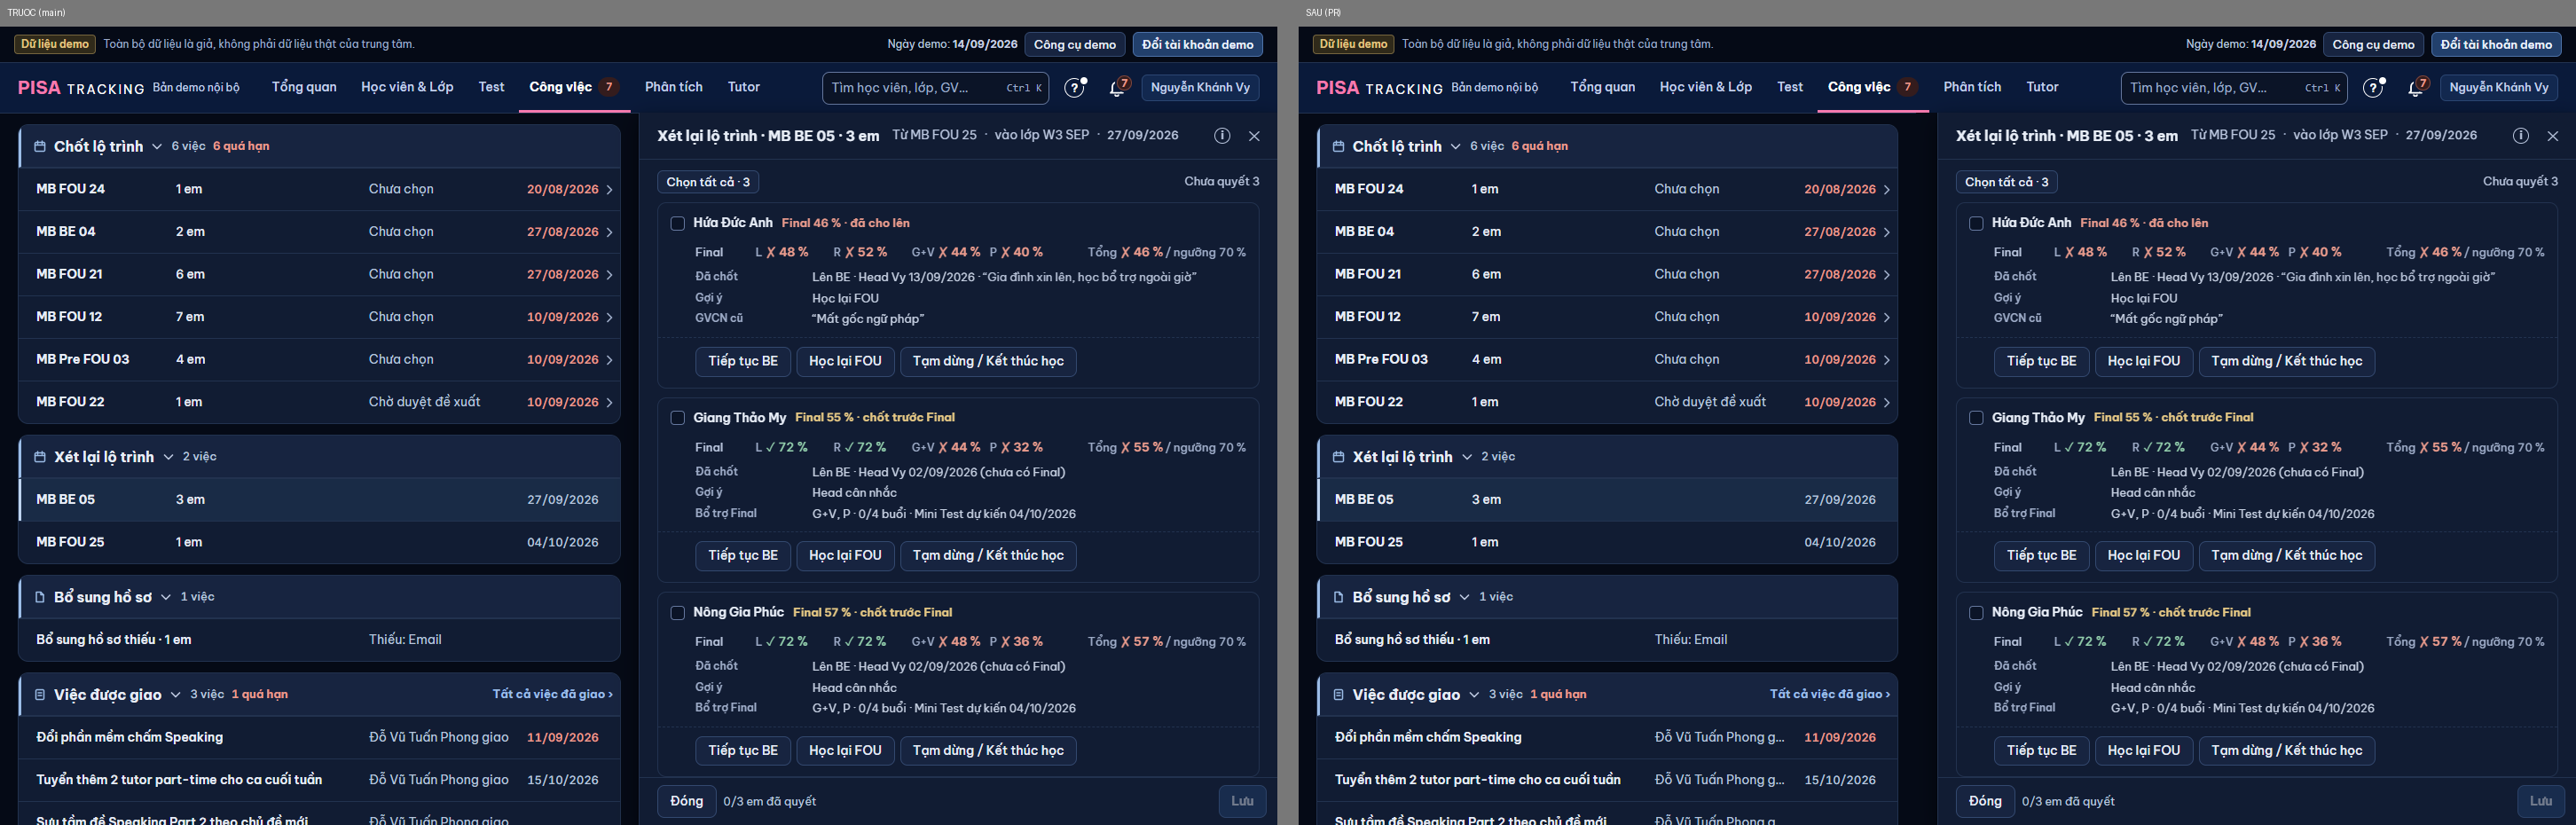 TRUOC (main)
Dữ liệu demo Toàn bộ dữ liệu là giả, không phải dữ liệu thật của trung tâm. Ngày demo: 14/09/2026 Công cụ demo Đổi tài khoản demo
PISA TRACKING Bản demo nội bộ Tổng quan Học viên & Lớp Test Công việc 7 Phân tích Tutor Tìm học viên, lớp, GV... Ctrl K ? 7 Nguyễn Khánh Vy
Chốt lộ trình 6 việc 6 quá hạn
MB FOU 24 1 em Chưa chọn 20/08/2026
MB BE 04 2 em Chưa chọn 27/08/2026
MB FOU 21 6 em Chưa chọn 27/08/2026
MB FOU 12 7 em Chưa chọn 10/09/2026
MB Pre FOU 03 4 em Chưa chọn 10/09/2026
MB FOU 22 1 em Chờ duyệt đề xuất 10/09/2026
Xét lại lộ trình 2 việc
MB BE 05 3 em 27/09/2026
MB FOU 25 1 em 04/10/2026
Bổ sung hồ sơ 1 việc
Bổ sung hồ sơ thiếu · 1 em Thiếu: Email
Việc được giao 3 việc 1 quá hạn Tất cả việc đã giao ›
Đổi phần mềm chấm Speaking Đỗ Vũ Tuấn Phong giao 11/09/2026
Tuyển thêm 2 tutor part-time cho ca cuối tuần Đỗ Vũ Tuấn Phong giao 15/10/2026
Sưu tầm đề Speaking Part 2 theo chủ đề mới Đỗ Vũ Tuấn Phong giao
Xét lại lộ trình · MB BE 05 · 3 em Từ MB FOU 25 · vào lớp W3 SEP · 27/09/2026
Chọn tất cả · 3 Chưa quyết 3
Hứa Đức Anh Final 46 % · đã cho lên
Final L ✗ 48 % R ✗ 52 % G+V ✗ 44 % P ✗ 40 % Tổng ✗ 46 % / ngưỡng 70 %
Đã chốt Lên BE · Head Vy 13/09/2026 · “Gia đình xin lên, học bổ trợ ngoài giờ”
Gợi ý Học lại FOU
GVCN cũ “Mất gốc ngữ pháp”
Tiếp tục BE Học lại FOU Tạm dừng / Kết thúc học
Giang Thảo My Final 55 % · chốt trước Final
Final L ✓ 72 % R ✓ 72 % G+V ✗ 44 % P ✗ 32 % Tổng ✗ 55 % / ngưỡng 70 %
Đã chốt Lên BE · Head Vy 02/09/2026 (chưa có Final)
Gợi ý Head cân nhắc
Bổ trợ Final G+V, P · 0/4 buổi · Mini Test dự kiến 04/10/2026
Tiếp tục BE Học lại FOU Tạm dừng / Kết thúc học
Nông Gia Phúc Final 57 % · chốt trước Final
Final L ✓ 72 % R ✓ 72 % G+V ✗ 48 % P ✗ 36 % Tổng ✗ 57 % / ngưỡng 70 %
Đã chốt Lên BE · Head Vy 02/09/2026 (chưa có Final)
Gợi ý Head cân nhắc
Bổ trợ Final G+V, P · 0/4 buổi · Mini Test dự kiến 04/10/2026
Tiếp tục BE Học lại FOU Tạm dừng / Kết thúc học
Đóng 0/3 em đã quyết Lưu
SAU (PR)
Dữ liệu demo Toàn bộ dữ liệu là giả, không phải dữ liệu thật của trung tâm. Ngày demo: 14/09/2026 Công cụ demo Đổi tài khoản demo
PISA TRACKING Bản demo nội bộ Tổng quan Học viên & Lớp Test Công việc 7 Phân tích Tutor Tìm học viên, lớp, GV... Ctrl K ? 7 Nguyễn Khánh Vy
Chốt lộ trình 6 việc 6 quá hạn
MB FOU 24 1 em Chưa chọn 20/08/2026
MB BE 04 2 em Chưa chọn 27/08/2026
MB FOU 21 6 em Chưa chọn 27/08/2026
MB FOU 12 7 em Chưa chọn 10/09/2026
MB Pre FOU 03 4 em Chưa chọn 10/09/2026
MB FOU 22 1 em Chờ duyệt đề xuất 10/09/2026
Xét lại lộ trình 2 việc
MB BE 05 3 em 27/09/2026
MB FOU 25 1 em 04/10/2026
Bổ sung hồ sơ 1 việc
Bổ sung hồ sơ thiếu · 1 em Thiếu: Email
Việc được giao 3 việc 1 quá hạn Tất cả việc đã giao ›
Đổi phần mềm chấm Speaking Đỗ Vũ Tuấn Phong g... 11/09/2026
Tuyển thêm 2 tutor part-time cho ca cuối tuần Đỗ Vũ Tuấn Phong g... 15/10/2026
Sưu tầm đề Speaking Part 2 theo chủ đề mới Đỗ Vũ Tuấn Phong g...
Xét lại lộ trình · MB BE 05 · 3 em Từ MB FOU 25 · vào lớp W3 SEP · 27/09/2026
Chọn tất cả · 3 Chưa quyết 3
Hứa Đức Anh Final 46 % · đã cho lên
Final L ✗ 48 % R ✗ 52 % G+V ✗ 44 % P ✗ 40 % Tổng ✗ 46 % / ngưỡng 70 %
Đã chốt Lên BE · Head Vy 13/09/2026 · “Gia đình xin lên, học bổ trợ ngoài giờ”
Gợi ý Học lại FOU
GVCN cũ “Mất gốc ngữ pháp”
Tiếp tục BE Học lại FOU Tạm dừng / Kết thúc học
Giang Thảo My Final 55 % · chốt trước Final
Final L ✓ 72 % R ✓ 72 % G+V ✗ 44 % P ✗ 32 % Tổng ✗ 55 % / ngưỡng 70 %
Đã chốt Lên BE · Head Vy 02/09/2026 (chưa có Final)
Gợi ý Head cân nhắc
Bổ trợ Final G+V, P · 0/4 buổi · Mini Test dự kiến 04/10/2026
Tiếp tục BE Học lại FOU Tạm dừng / Kết thúc học
Nông Gia Phúc Final 57 % · chốt trước Final
Final L ✓ 72 % R ✓ 72 % G+V ✗ 48 % P ✗ 36 % Tổng ✗ 57 % / ngưỡng 70 %
Đã chốt Lên BE · Head Vy 02/09/2026 (chưa có Final)
Gợi ý Head cân nhắc
Bổ trợ Final G+V, P · 0/4 buổi · Mini Test dự kiến 04/10/2026
Tiếp tục BE Học lại FOU Tạm dừng / Kết thúc học
Đóng 0/3 em đã quyết Lưu